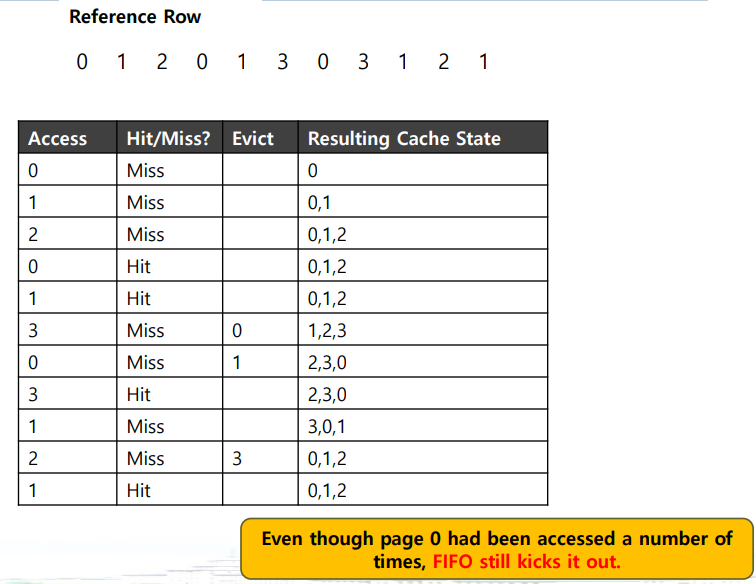 Reference Row
0 1 2 0 1 3 0 3 1 2 1
Access Hit/Miss? Evict Resulting Cache State
0 Miss 0
1 Miss 0,1
2 Miss 0,1,2
0 Hit 0,1,2
1 Hit 0,1,2
3 Miss 0 1,2,3
0 Miss 1 2,3,0
3 Hit 2,3,0
1 Miss 3,0,1
2 Miss 3 0,1,2
1 Hit 0,1,2
Even though page 0 had been accessed a number of
times, FIFO still kicks it out.